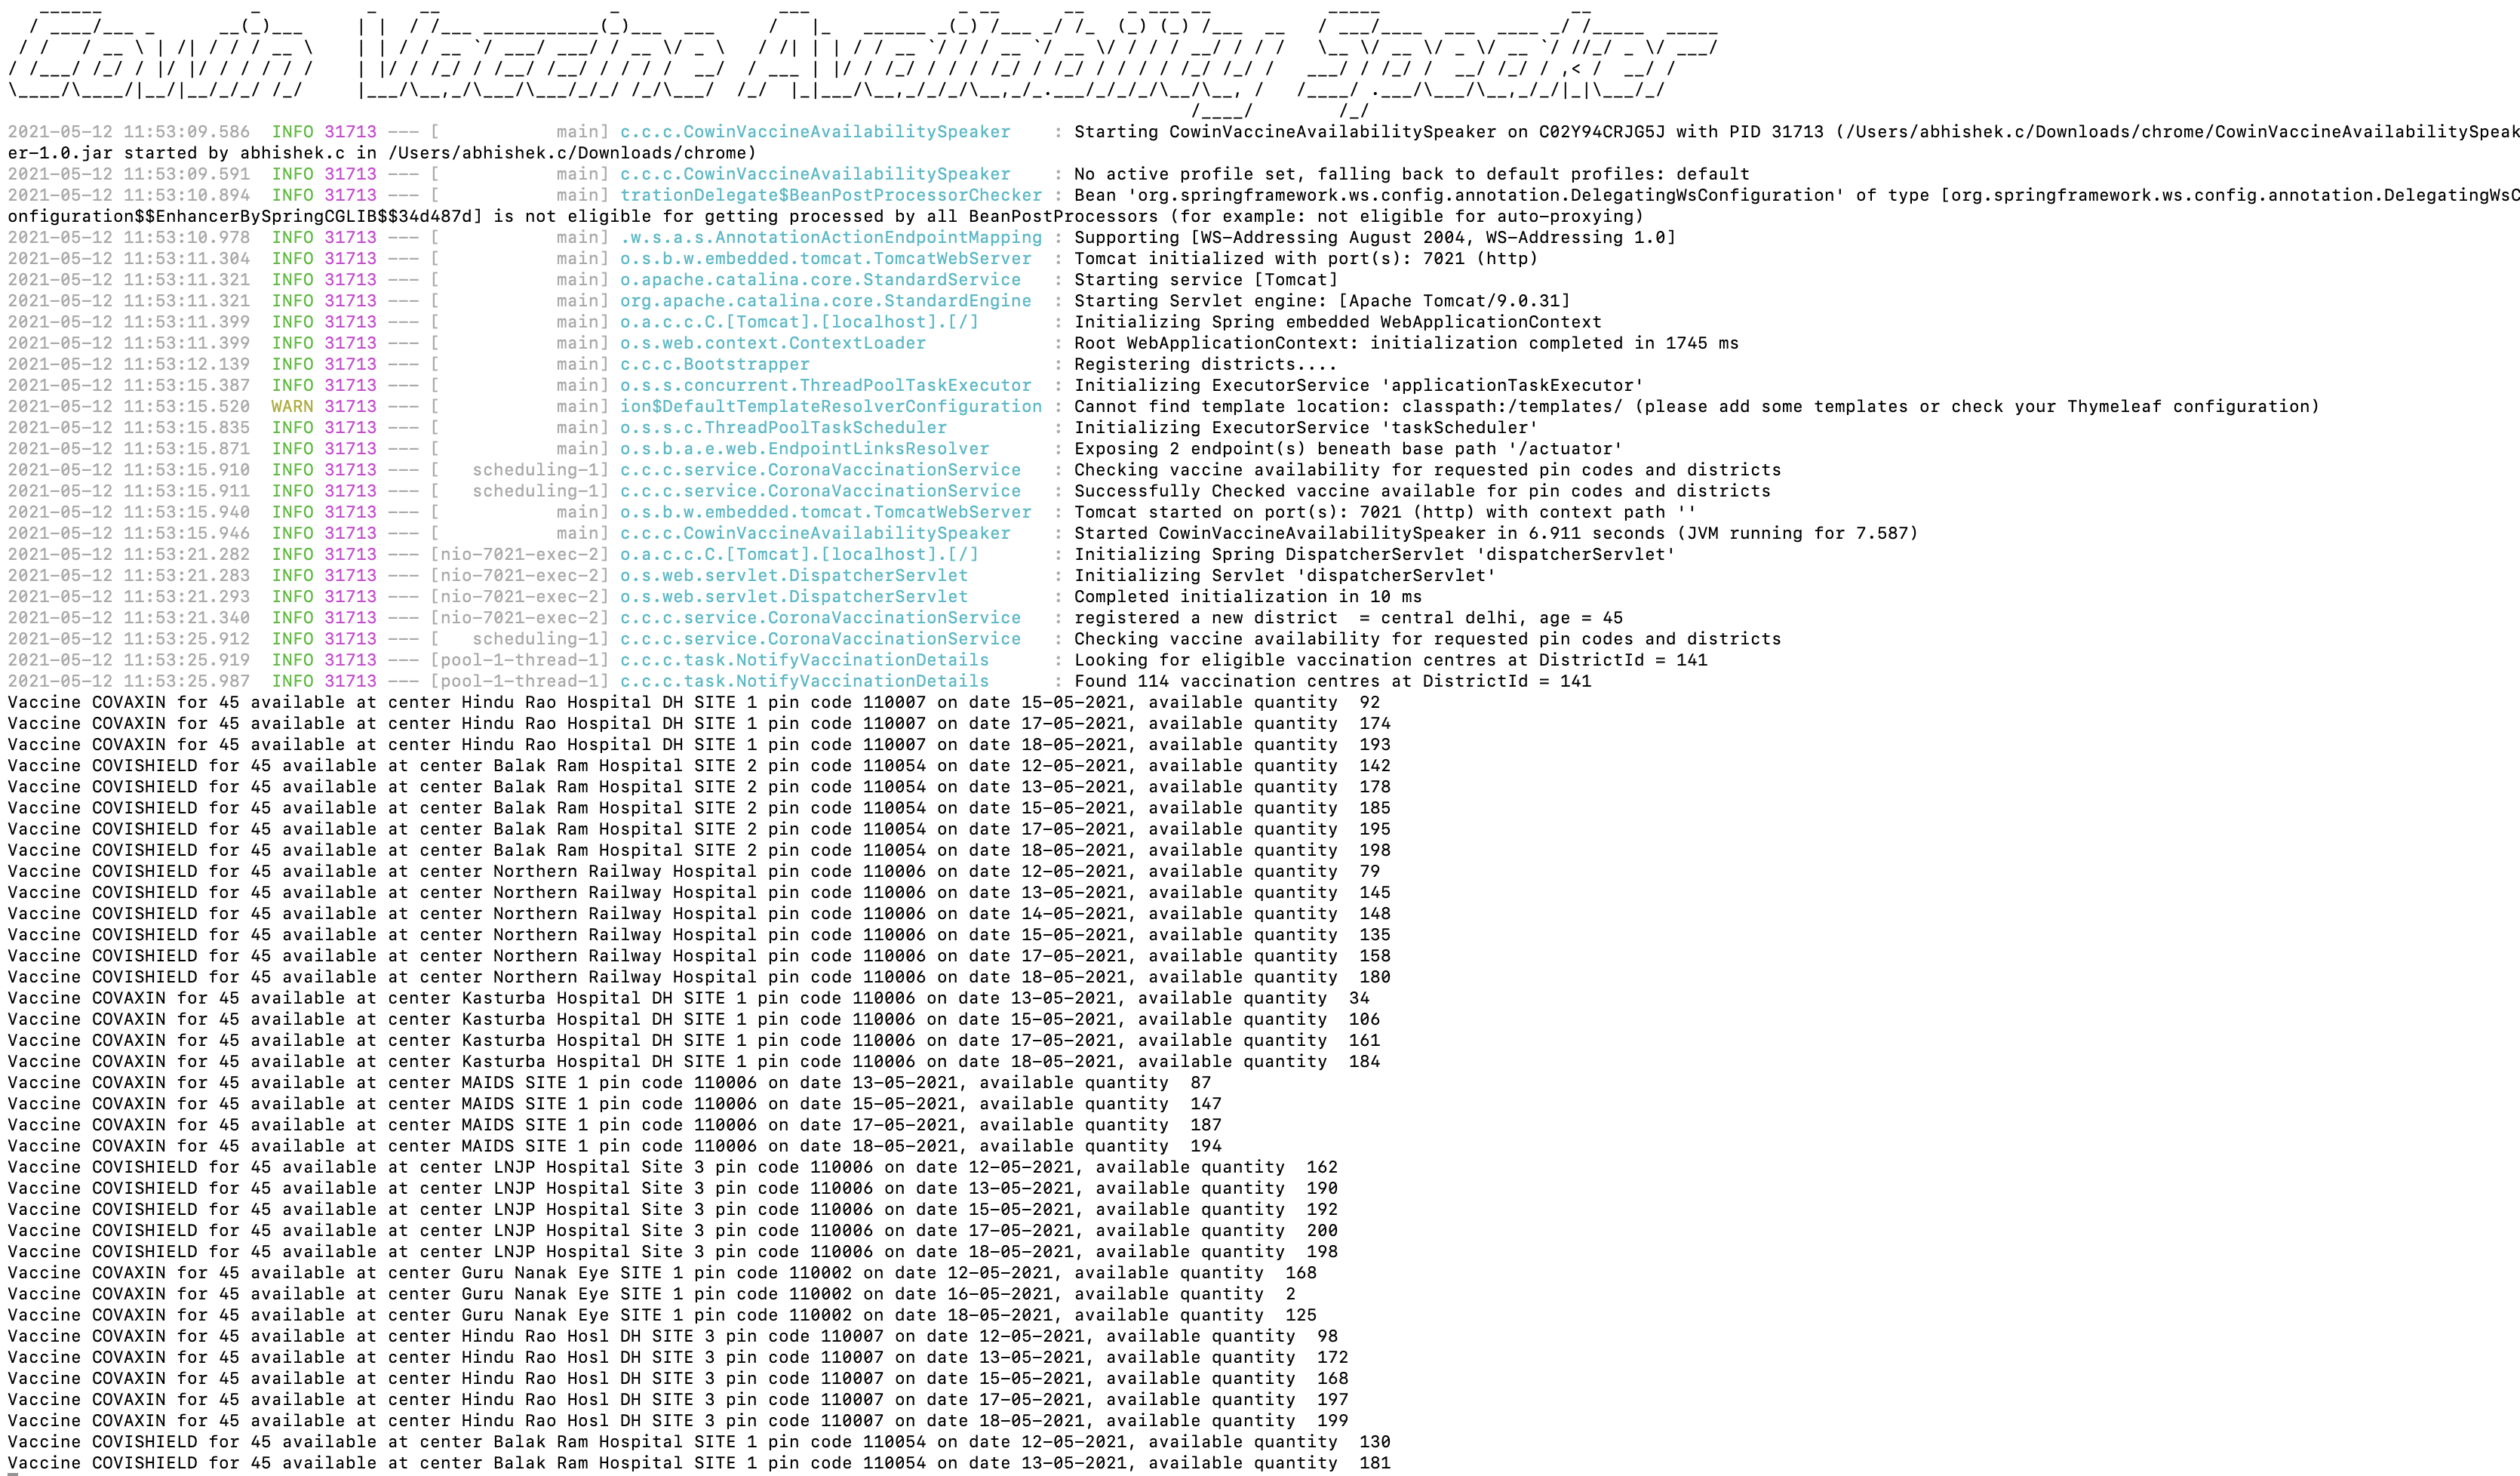 Cowin Vaccine Availability Speaker
2021-05-12 11:53:09.586  INFO 31713 --- [           main] c.c.c.CowinVaccineAvailabilitySpeaker    : Starting CowinVaccineAvailabilitySpeaker on C02Y94CRJG5J with PID 31713 (/Users/abhishek.c/Downloads/chrome/CowinVaccineAvailabilitySpeak
er-1.0.jar started by abhishek.c in /Users/abhishek.c/Downloads/chrome)
2021-05-12 11:53:09.591  INFO 31713 --- [           main] c.c.c.CowinVaccineAvailabilitySpeaker    : No active profile set, falling back to default profiles: default
2021-05-12 11:53:10.894  INFO 31713 --- [           main] trationDelegate$BeanPostProcessorChecker : Bean 'org.springframework.ws.config.annotation.DelegatingWsConfiguration' of type [org.springframework.ws.config.annotation.DelegatingWsC
onfiguration$$EnhancerBySpringCGLIB$$34d487d] is not eligible for getting processed by all BeanPostProcessors (for example: not eligible for auto-proxying)
2021-05-12 11:53:10.978  INFO 31713 --- [           main] .w.s.a.s.AnnotationActionEndpointMapping : Supporting [WS-Addressing August 2004, WS-Addressing 1.0]
2021-05-12 11:53:11.304  INFO 31713 --- [           main] o.s.b.w.embedded.tomcat.TomcatWebServer  : Tomcat initialized with port(s): 7021 (http)
2021-05-12 11:53:11.321  INFO 31713 --- [           main] o.apache.catalina.core.StandardService   : Starting service [Tomcat]
2021-05-12 11:53:11.321  INFO 31713 --- [           main] org.apache.catalina.core.StandardEngine  : Starting Servlet engine: [Apache Tomcat/9.0.31]
2021-05-12 11:53:11.399  INFO 31713 --- [           main] o.a.c.c.C.[Tomcat].[localhost].[/]       : Initializing Spring embedded WebApplicationContext
2021-05-12 11:53:11.399  INFO 31713 --- [           main] o.s.web.context.ContextLoader            : Root WebApplicationContext: initialization completed in 1745 ms
2021-05-12 11:53:12.139  INFO 31713 --- [           main] c.c.c.Bootstrapper                       : Registering districts....
2021-05-12 11:53:15.387  INFO 31713 --- [           main] o.s.s.concurrent.ThreadPoolTaskExecutor  : Initializing ExecutorService 'applicationTaskExecutor'
2021-05-12 11:53:15.520  WARN 31713 --- [           main] ion$DefaultTemplateResolverConfiguration : Cannot find template location: classpath:/templates/ (please add some templates or check your Thymeleaf configuration)
2021-05-12 11:53:15.835  INFO 31713 --- [           main] o.s.s.c.ThreadPoolTaskScheduler          : Initializing ExecutorService 'taskScheduler'
2021-05-12 11:53:15.871  INFO 31713 --- [           main] o.s.b.a.e.web.EndpointLinksResolver      : Exposing 2 endpoint(s) beneath base path '/actuator'
2021-05-12 11:53:15.910  INFO 31713 --- [   scheduling-1] c.c.c.service.CoronaVaccinationService   : Checking vaccine availability for requested pin codes and districts
2021-05-12 11:53:15.911  INFO 31713 --- [   scheduling-1] c.c.c.service.CoronaVaccinationService   : Successfully Checked vaccine available for pin codes and districts
2021-05-12 11:53:15.940  INFO 31713 --- [           main] o.s.b.w.embedded.tomcat.TomcatWebServer  : Tomcat started on port(s): 7021 (http) with context path ''
2021-05-12 11:53:15.946  INFO 31713 --- [           main] c.c.c.CowinVaccineAvailabilitySpeaker    : Started CowinVaccineAvailabilitySpeaker in 6.911 seconds (JVM running for 7.587)
2021-05-12 11:53:21.282  INFO 31713 --- [nio-7021-exec-2] o.a.c.c.C.[Tomcat].[localhost].[/]       : Initializing Spring DispatcherServlet 'dispatcherServlet'
2021-05-12 11:53:21.283  INFO 31713 --- [nio-7021-exec-2] o.s.web.servlet.DispatcherServlet        : Initializing Servlet 'dispatcherServlet'
2021-05-12 11:53:21.293  INFO 31713 --- [nio-7021-exec-2] o.s.web.servlet.DispatcherServlet        : Completed initialization in 10 ms
2021-05-12 11:53:21.340  INFO 31713 --- [nio-7021-exec-2] c.c.c.service.CoronaVaccinationService   : registered a new district  = central delhi, age = 45
2021-05-12 11:53:25.912  INFO 31713 --- [   scheduling-1] c.c.c.service.CoronaVaccinationService   : Checking vaccine availability for requested pin codes and districts
2021-05-12 11:53:25.919  INFO 31713 --- [pool-1-thread-1] c.c.c.task.NotifyVaccinationDetails      : Looking for eligible vaccination centres at DistrictId = 141
2021-05-12 11:53:25.987  INFO 31713 --- [pool-1-thread-1] c.c.c.task.NotifyVaccinationDetails      : Found 114 vaccination centres at DistrictId = 141
Vaccine COVAXIN for 45 available at center Hindu Rao Hospital DH SITE 1 pin code 110007 on date 15-05-2021, available quantity  92
Vaccine COVAXIN for 45 available at center Hindu Rao Hospital DH SITE 1 pin code 110007 on date 17-05-2021, available quantity  174
Vaccine COVAXIN for 45 available at center Hindu Rao Hospital DH SITE 1 pin code 110007 on date 18-05-2021, available quantity  193
Vaccine COVISHIELD for 45 available at center Balak Ram Hospital SITE 2 pin code 110054 on date 12-05-2021, available quantity  142
Vaccine COVISHIELD for 45 available at center Balak Ram Hospital SITE 2 pin code 110054 on date 13-05-2021, available quantity  178
Vaccine COVISHIELD for 45 available at center Balak Ram Hospital SITE 2 pin code 110054 on date 15-05-2021, available quantity  185
Vaccine COVISHIELD for 45 available at center Balak Ram Hospital SITE 2 pin code 110054 on date 17-05-2021, available quantity  195
Vaccine COVISHIELD for 45 available at center Balak Ram Hospital SITE 2 pin code 110054 on date 18-05-2021, available quantity  198
Vaccine COVISHIELD for 45 available at center Northern Railway Hospital pin code 110006 on date 12-05-2021, available quantity  79
Vaccine COVISHIELD for 45 available at center Northern Railway Hospital pin code 110006 on date 13-05-2021, available quantity  145
Vaccine COVISHIELD for 45 available at center Northern Railway Hospital pin code 110006 on date 14-05-2021, available quantity  148
Vaccine COVISHIELD for 45 available at center Northern Railway Hospital pin code 110006 on date 15-05-2021, available quantity  135
Vaccine COVISHIELD for 45 available at center Northern Railway Hospital pin code 110006 on date 17-05-2021, available quantity  158
Vaccine COVISHIELD for 45 available at center Northern Railway Hospital pin code 110006 on date 18-05-2021, available quantity  180
Vaccine COVAXIN for 45 available at center Kasturba Hospital DH SITE 1 pin code 110006 on date 13-05-2021, available quantity  34
Vaccine COVAXIN for 45 available at center Kasturba Hospital DH SITE 1 pin code 110006 on date 15-05-2021, available quantity  106
Vaccine COVAXIN for 45 available at center Kasturba Hospital DH SITE 1 pin code 110006 on date 17-05-2021, available quantity  161
Vaccine COVAXIN for 45 available at center Kasturba Hospital DH SITE 1 pin code 110006 on date 18-05-2021, available quantity  184
Vaccine COVAXIN for 45 available at center MAIDS SITE 1 pin code 110006 on date 13-05-2021, available quantity  87
Vaccine COVAXIN for 45 available at center MAIDS SITE 1 pin code 110006 on date 15-05-2021, available quantity  147
Vaccine COVAXIN for 45 available at center MAIDS SITE 1 pin code 110006 on date 17-05-2021, available quantity  187
Vaccine COVAXIN for 45 available at center MAIDS SITE 1 pin code 110006 on date 18-05-2021, available quantity  194
Vaccine COVISHIELD for 45 available at center LNJP Hospital Site 3 pin code 110006 on date 12-05-2021, available quantity  162
Vaccine COVISHIELD for 45 available at center LNJP Hospital Site 3 pin code 110006 on date 13-05-2021, available quantity  190
Vaccine COVISHIELD for 45 available at center LNJP Hospital Site 3 pin code 110006 on date 15-05-2021, available quantity  192
Vaccine COVISHIELD for 45 available at center LNJP Hospital Site 3 pin code 110006 on date 17-05-2021, available quantity  200
Vaccine COVISHIELD for 45 available at center LNJP Hospital Site 3 pin code 110006 on date 18-05-2021, available quantity  198
Vaccine COVAXIN for 45 available at center Guru Nanak Eye SITE 1 pin code 110002 on date 12-05-2021, available quantity  168
Vaccine COVAXIN for 45 available at center Guru Nanak Eye SITE 1 pin code 110002 on date 16-05-2021, available quantity  2
Vaccine COVAXIN for 45 available at center Guru Nanak Eye SITE 1 pin code 110002 on date 18-05-2021, available quantity  125
Vaccine COVAXIN for 45 available at center Hindu Rao Hosl DH SITE 3 pin code 110007 on date 12-05-2021, available quantity  98
Vaccine COVAXIN for 45 available at center Hindu Rao Hosl DH SITE 3 pin code 110007 on date 13-05-2021, available quantity  172
Vaccine COVAXIN for 45 available at center Hindu Rao Hosl DH SITE 3 pin code 110007 on date 15-05-2021, available quantity  168
Vaccine COVAXIN for 45 available at center Hindu Rao Hosl DH SITE 3 pin code 110007 on date 17-05-2021, available quantity  197
Vaccine COVAXIN for 45 available at center Hindu Rao Hosl DH SITE 3 pin code 110007 on date 18-05-2021, available quantity  199
Vaccine COVISHIELD for 45 available at center Balak Ram Hospital SITE 1 pin code 110054 on date 12-05-2021, available quantity  130
Vaccine COVISHIELD for 45 available at center Balak Ram Hospital SITE 1 pin code 110054 on date 13-05-2021, available quantity  181